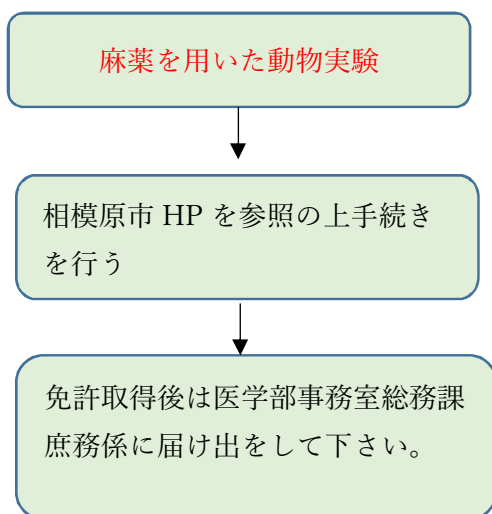 麻薬を用いた動物実験
相模原市 HP を参照の上手続き
を行う
免許取得後は医学部事務室総務課
庶務係に届け出をして下さい。